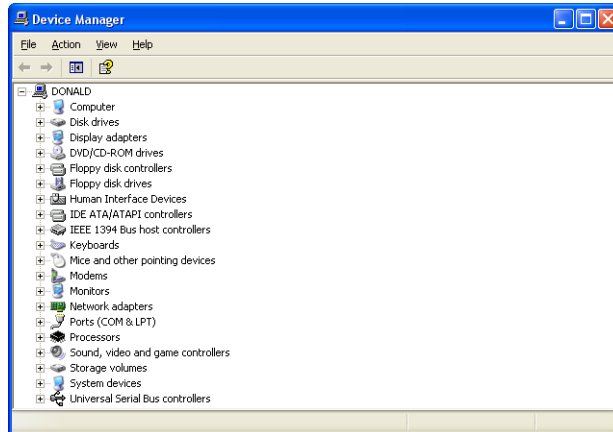 Device Manager
File Action View Help
DONALD
Computer
Disk drives
Display adapters
DVD/CD-ROM drives
Floppy disk controllers
Floppy disk drives
Human Interface Devices
IDE ATA/ATAPI controllers
IEEE 1394 Bus host controllers
Keyboards
Mice and other pointing devices
Modems
Monitors
Network adapters
Ports (COM & LPT)
Processors
Sound, video and game controllers
Storage volumes
System devices
Universal Serial Bus controllers